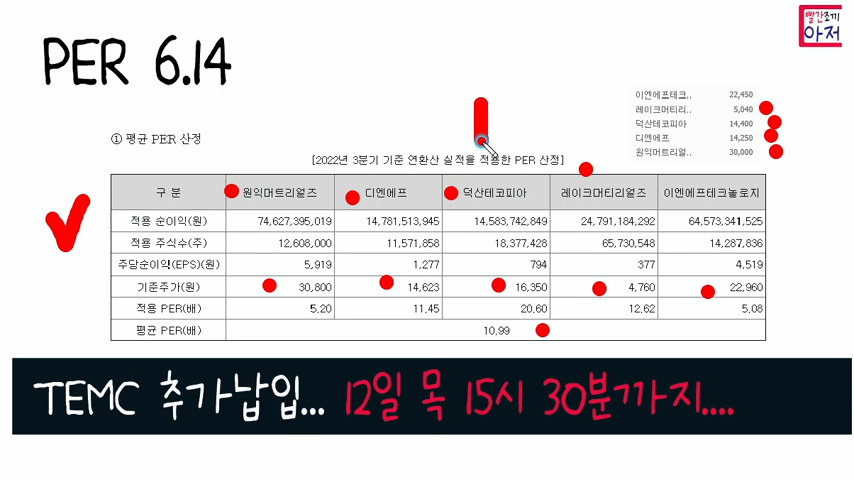 빨간조끼
아저
PER 6.14
이엔에프테크.. 22,450
레이크머티리.. 5,040
덕산테코피아 14,400
디엔에프 14,250
원익머트리얼.. 30,000
① 평균 PER 산정
[2022년 3분기 기준 연환산 실적을 적용한 PER 산정]
구 분 원익머트리얼즈 디엔에프 덕산테코피아 레이크머티리얼즈 이엔에프테크놀로지
적용 순이익(원) 74,627,395,019 14,781,513,945 14,583,742,849 24,791,184,292 64,573,341,525
적용 주식수(주) 12,608,000 11,571,858 18,377,428 65,730,548 14,287,836
주당순이익(EPS)(원) 5,919 1,277 794 377 4,519
기준주가(원) 30,800 14,623 16,350 4,760 22,960
적용 PER(배) 5.20 11.45 20.60 12.62 5.08
평균 PER(배) 10.99
TEMC 추가납입... 12일 목 15시 30분까지....